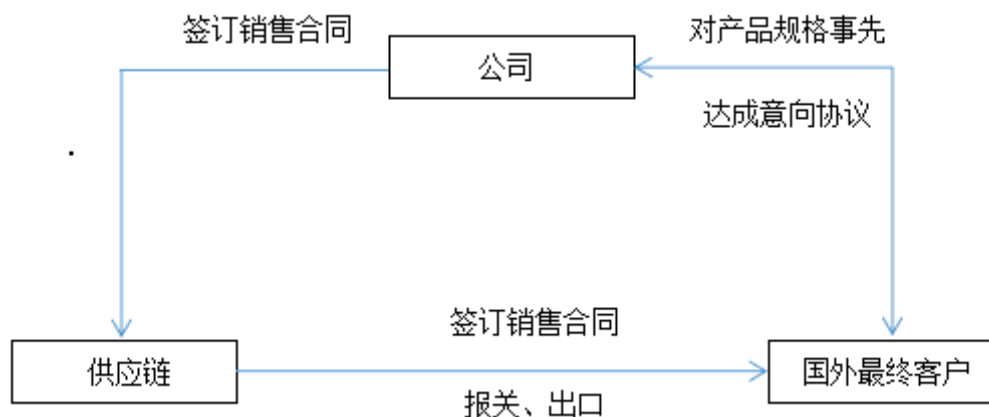 签订销售合同
公司
对产品规格事先
达成意向协议
签订销售合同
供应链
国外最终客户
报关、出口